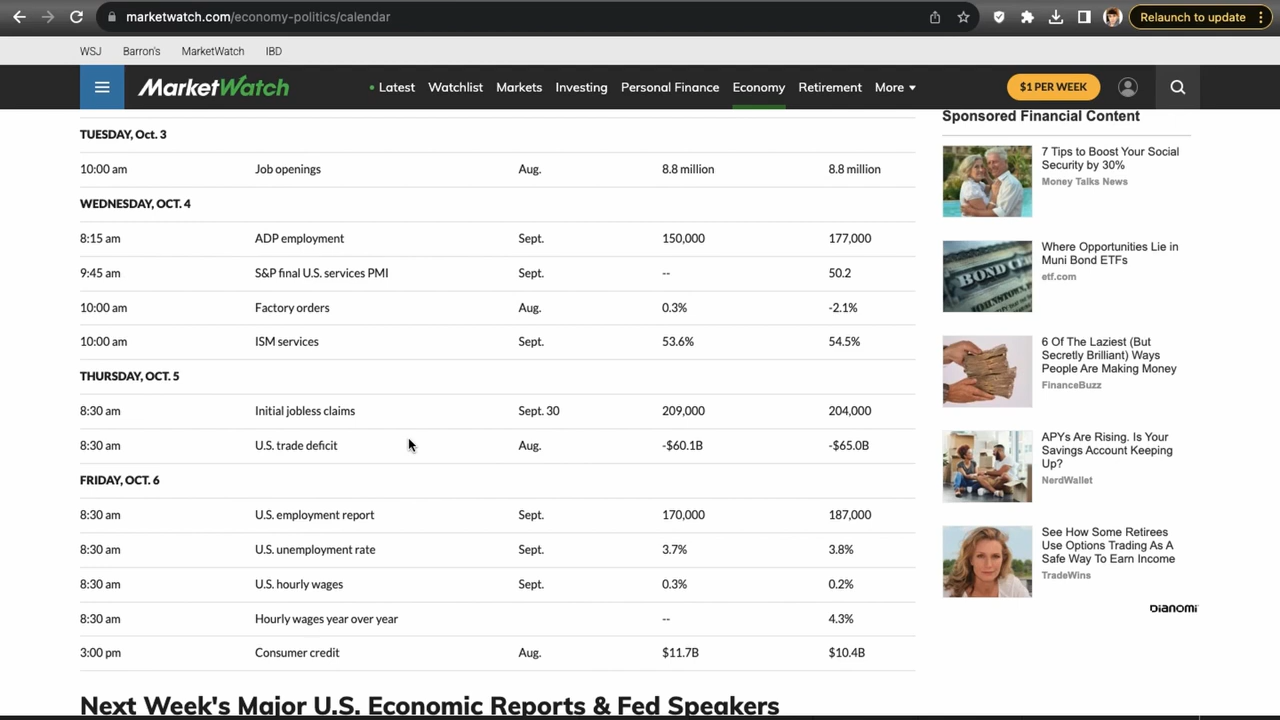 marketwatch.com/economy-politics/calendar
Relaunch to update
WSJ Barron's MarketWatch IBD
MarketWatch
Latest Watchlist Markets Investing Personal Finance Economy Retirement More
$1 PER WEEK
TUESDAY, Oct. 3
10:00 am Job openings Aug. 8.8 million 8.8 million
WEDNESDAY, OCT. 4
8:15 am ADP employment Sept. 150,000 177,000
9:45 am S&P final U.S. services PMI Sept. -- 50.2
10:00 am Factory orders Aug. 0.3% -2.1%
10:00 am ISM services Sept. 53.6% 54.5%
THURSDAY, OCT. 5
8:30 am Initial jobless claims Sept. 30 209,000 204,000
8:30 am U.S. trade deficit Aug. -$60.1B -$65.0B
FRIDAY, OCT. 6
8:30 am U.S. employment report Sept. 170,000 187,000
8:30 am U.S. unemployment rate Sept. 3.7% 3.8%
8:30 am U.S. hourly wages Sept. 0.3% 0.2%
8:30 am Hourly wages year over year -- 4.3%
3:00 pm Consumer credit Aug. $11.7B $10.4B
Next Week's Major U.S. Economic Reports & Fed Speakers
Sponsored Financial Content
7 Tips to Boost Your Social
Security by 30%
Money Talks News
Where Opportunities Lie in
Muni Bond ETFs
etf.com
6 Of The Laziest (But
Secretly Brilliant) Ways
People Are Making Money
FinanceBuzz
APYs Are Rising. Is Your
Savings Account Keeping
Up?
NerdWallet
See How Some Retirees
Use Options Trading As A
Safe Way To Earn Income
TradeWins
bianomi